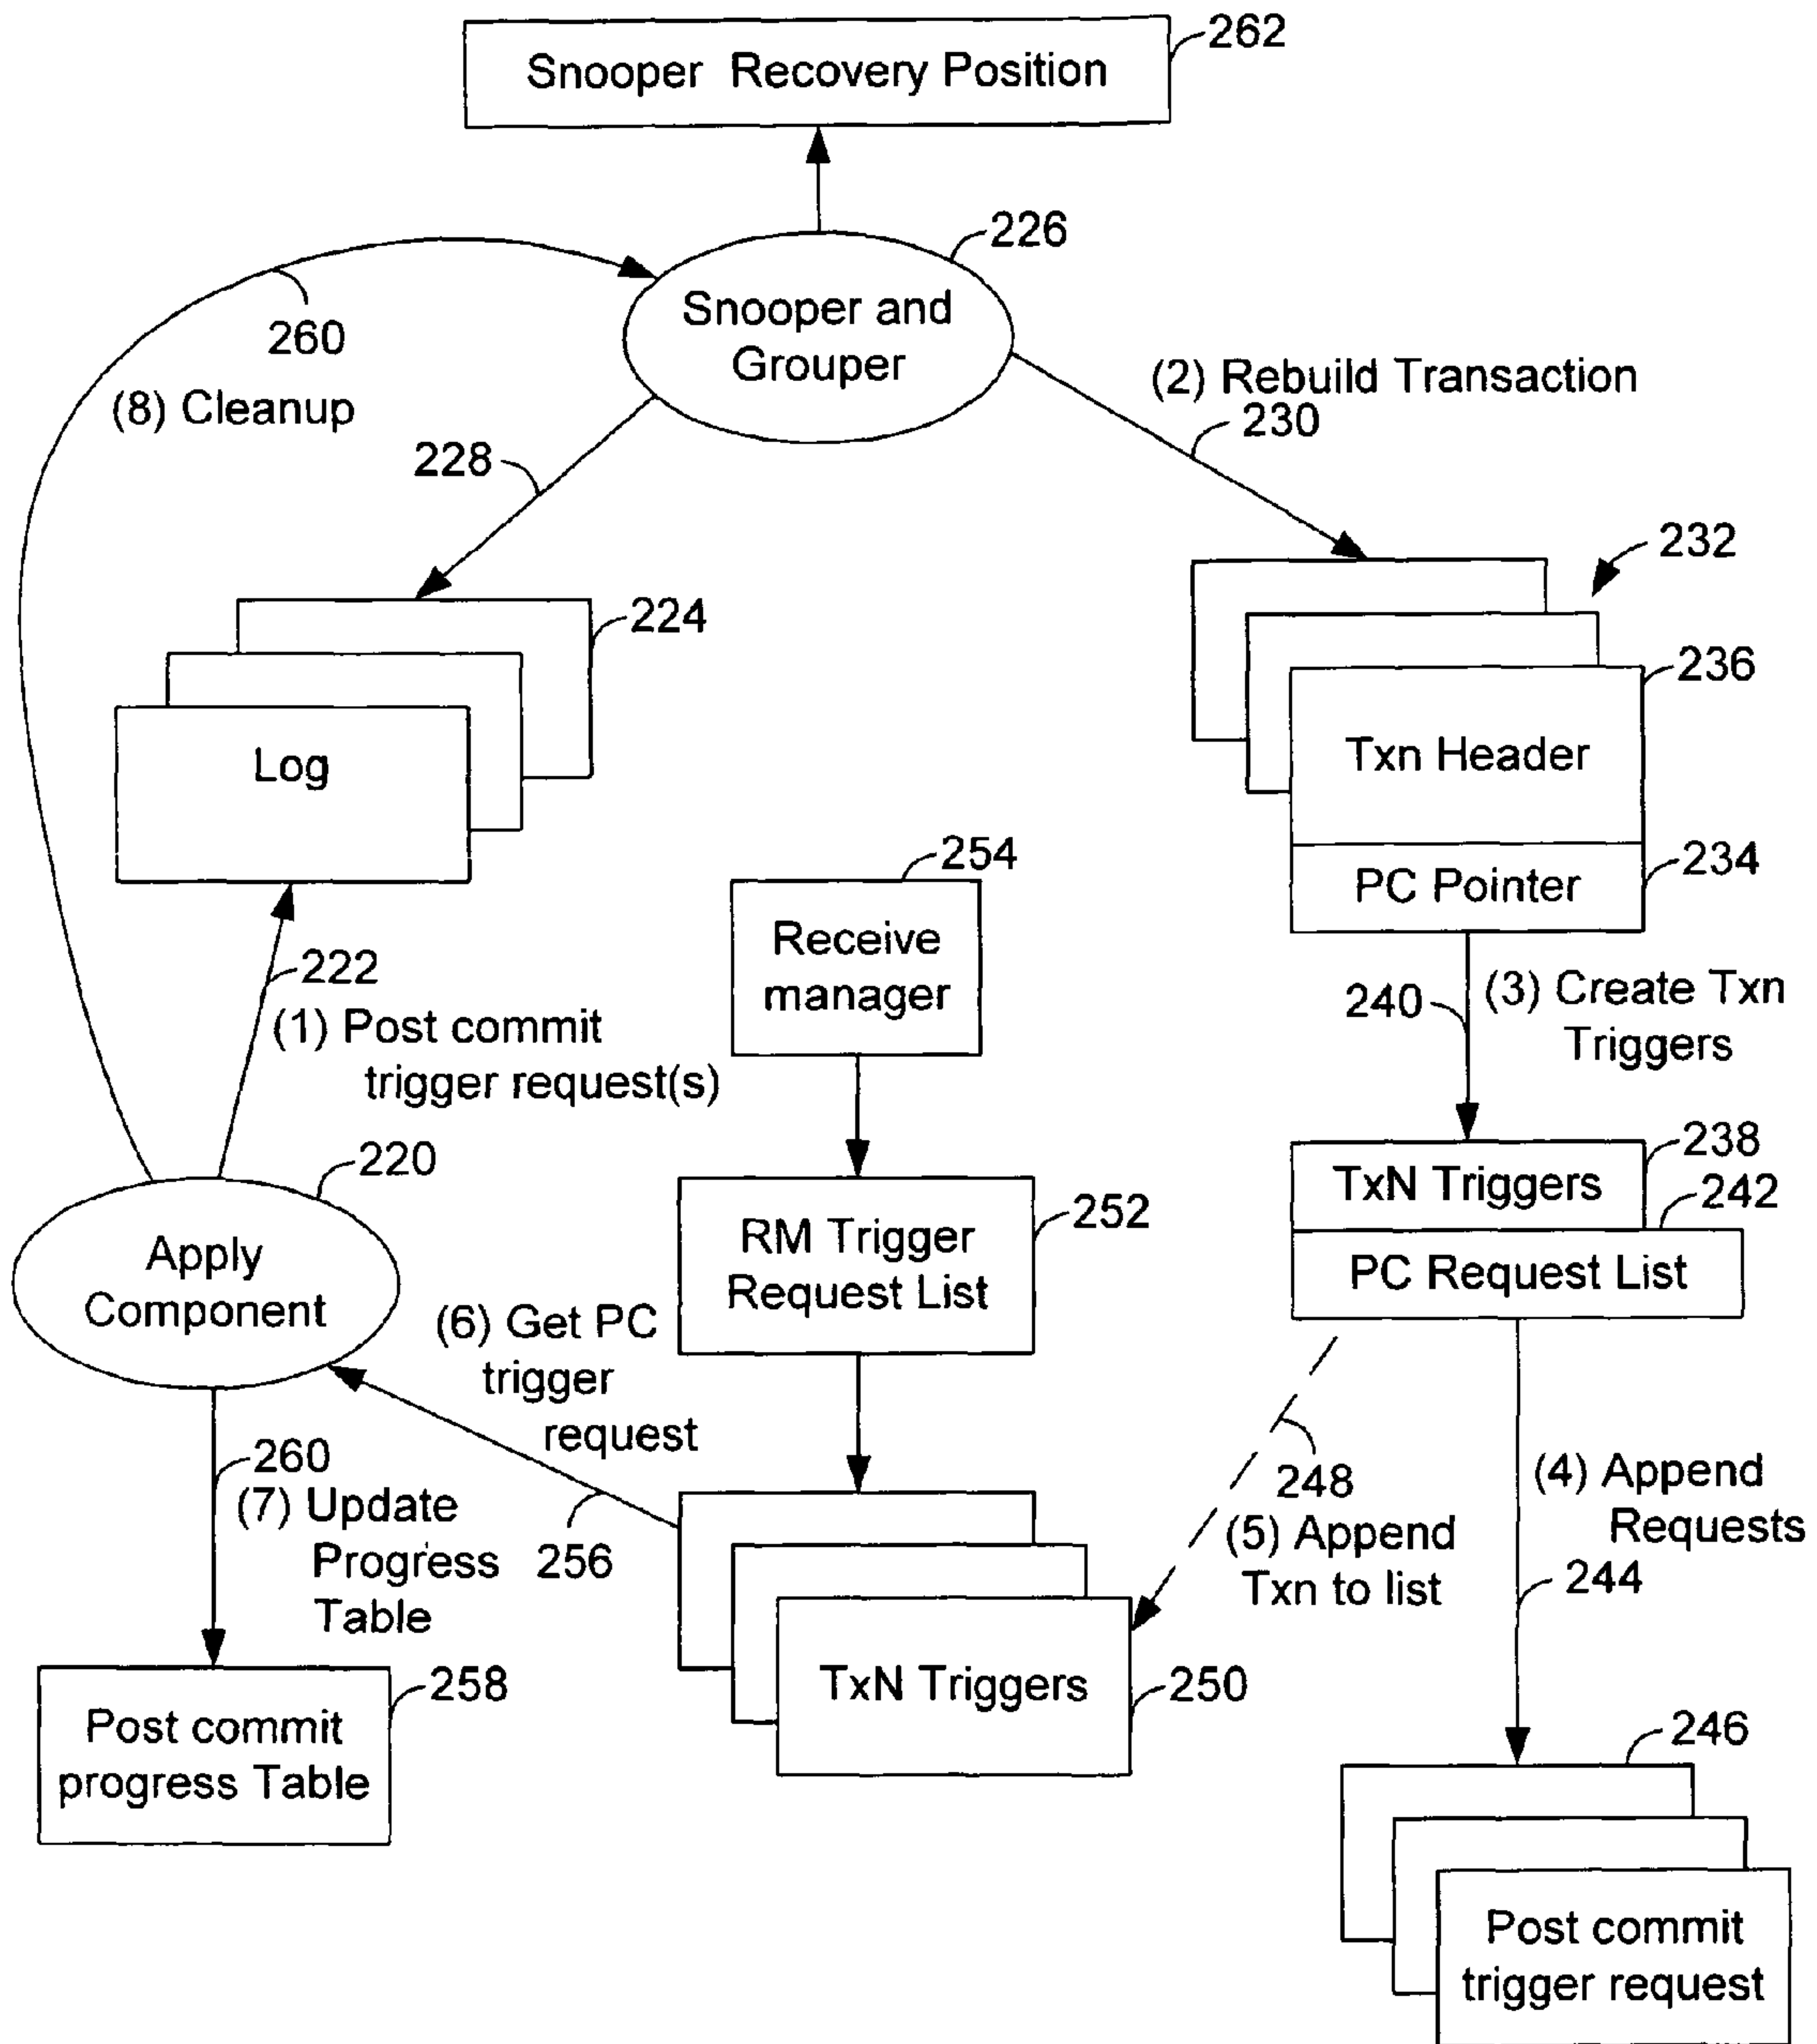 262
Snooper Recovery Position
226
Snooper and
Grouper
260
(8) Cleanup
(2) Rebuild Transaction
230
228
232
224
236
Log
Txn Header
254
234
PC Pointer
Receive
manager
222
(1) Post commit
trigger request(s)
240
(3) Create Txn
Triggers
220
238
TxN Triggers
242
252
RM Trigger
Request List
PC Request List
Apply
Component
(6) Get PC
trigger
request
260
(7) Update
Progress
Table
256
248
(5) Append
Txn to list
(4) Append
Requests
244
258
TxN Triggers
250
Post commit
progress Table
246
Post commit
trigger request